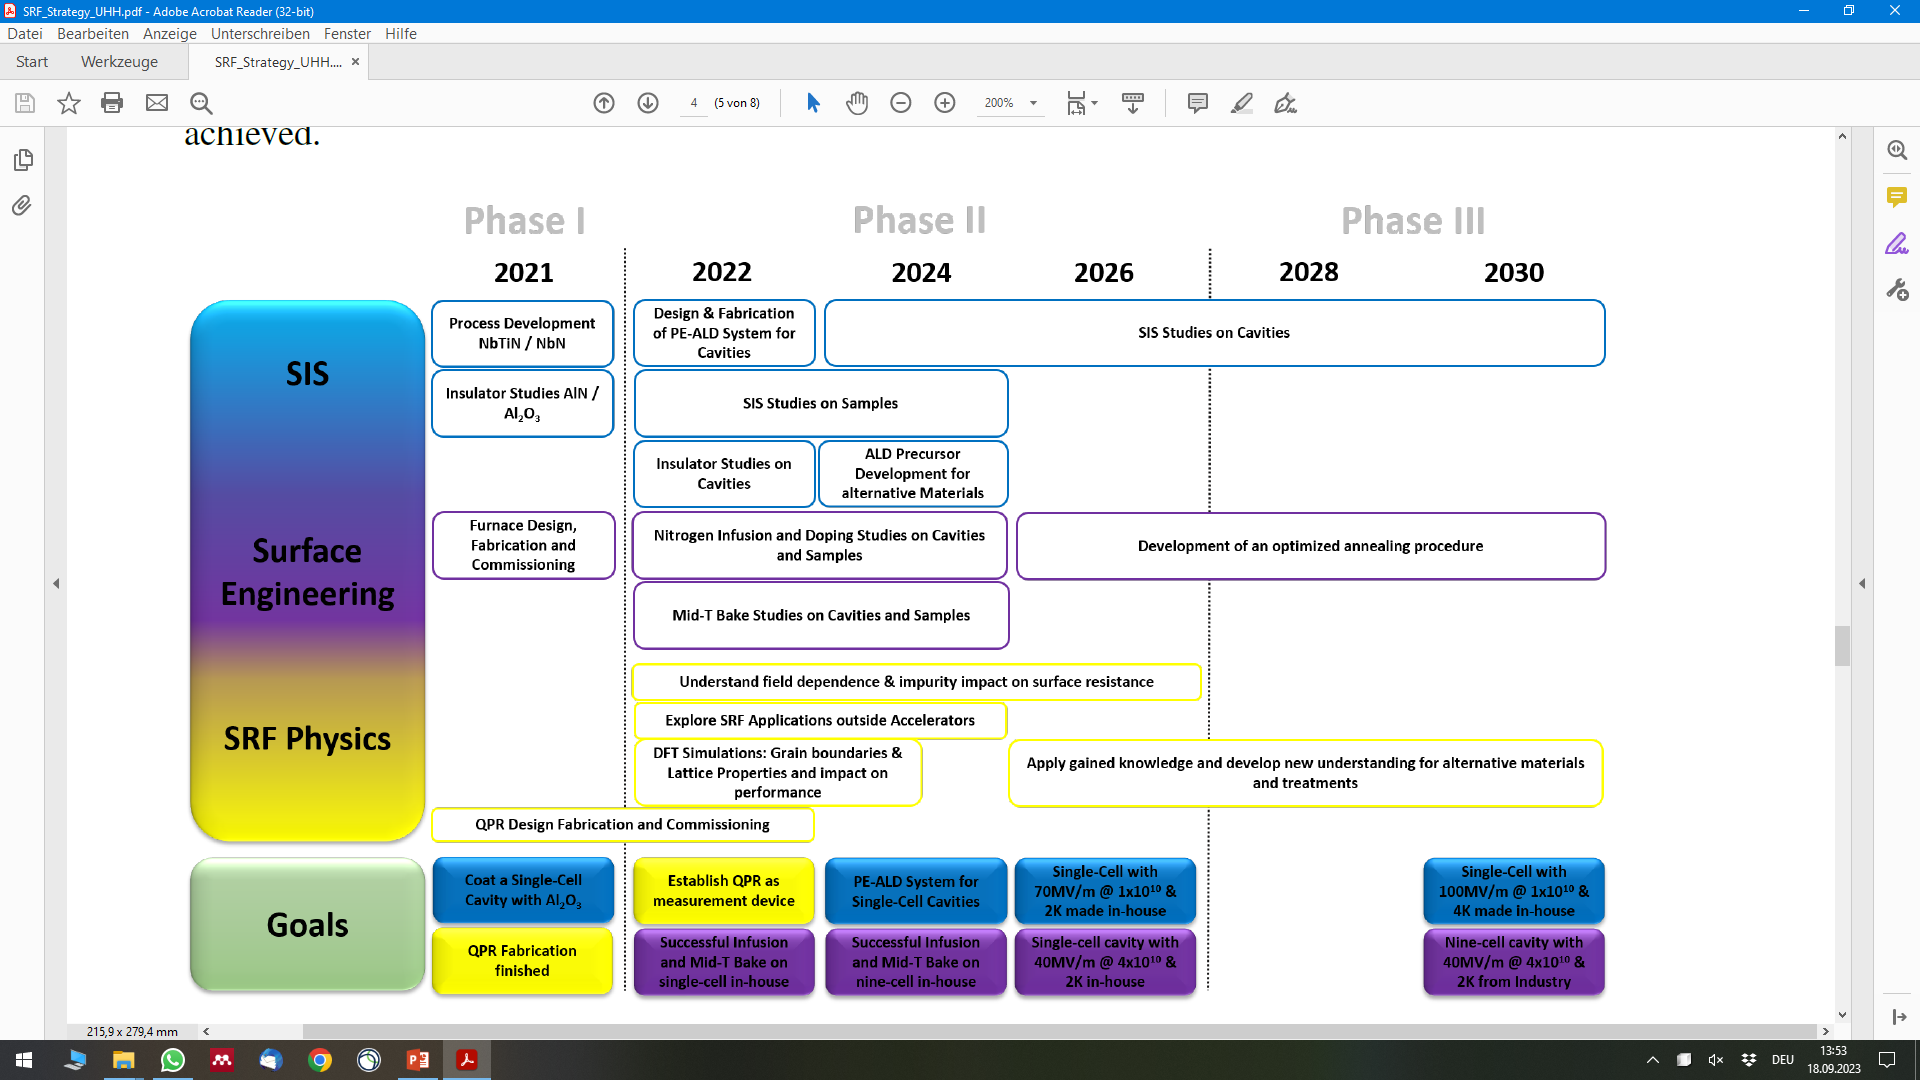 SRF_Strategy_UHH.pdf - Adobe Acrobat Reader (32-bit)
Datei Bearbeiten Anzeige Unterschreiben Fenster Hilfe
Start Werkzeuge SRF_Strategy_UHH.... ×
4 (5 von 8) 200%
achieved.
Phase I Phase II Phase III
2021 2022 2024 2026 2028 2030
SIS
Surface
Engineering
SRF Physics
Goals
Process Development
NbTiN / NbN
Design & Fabrication
of PE-ALD System for
Cavities
SIS Studies on Cavities
Insulator Studies AlN /
Al₂O₃
SIS Studies on Samples
Insulator Studies on
Cavities
ALD Precursor
Development for
alternative Materials
Furnace Design,
Fabrication and
Commissioning
Nitrogen Infusion and Doping Studies on Cavities
and Samples
Development of an optimized annealing procedure
Mid-T Bake Studies on Cavities and Samples
Understand field dependence & impurity impact on surface resistance
Explore SRF Applications outside Accelerators
DFT Simulations: Grain boundaries &
Lattice Properties and impact on
performance
Apply gained knowledge and develop new understanding for alternative materials
and treatments
QPR Design Fabrication and Commissioning
Coat a Single-Cell
Cavity with Al₂O₃
Establish QPR as
measurement device
PE-ALD System for
Single-Cell Cavities
Single-Cell with
70MV/m @ 1x10¹⁰ &
2K made in-house
Single-Cell with
100MV/m @ 1x10¹⁰ &
4K made in-house
QPR Fabrication
finished
Successful Infusion
and Mid-T Bake on
single-cell in-house
Successful Infusion
and Mid-T Bake on
nine-cell in-house
Single-cell cavity with
40MV/m @ 4x10¹⁰ &
2K in-house
Nine-cell cavity with
40MV/m @ 4x10¹⁰ &
2K from Industry
215,9 x 279,4 mm
DEU
13:53
18.09.2023